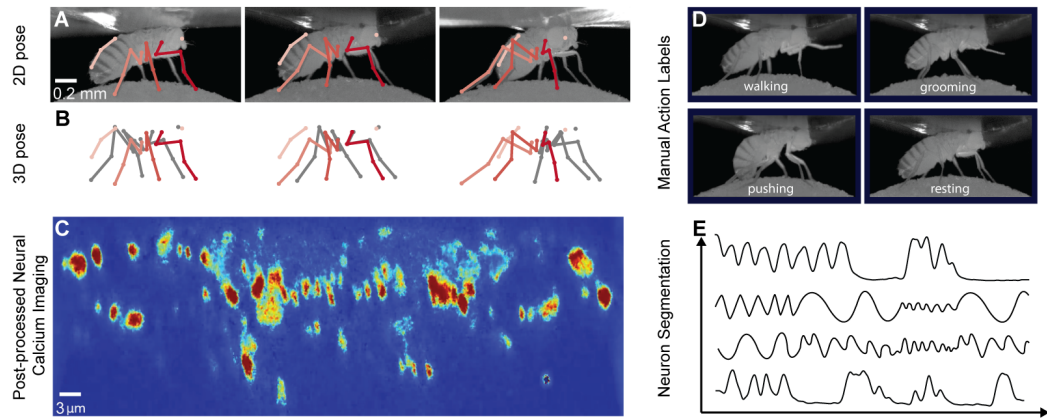 A
2D pose
0.2 mm
B
3D pose
C
Post-processed Neural
Calcium Imaging
3 μm
D
Manual Action Labels
walking
grooming
pushing
resting
E
Neuron Segmentation